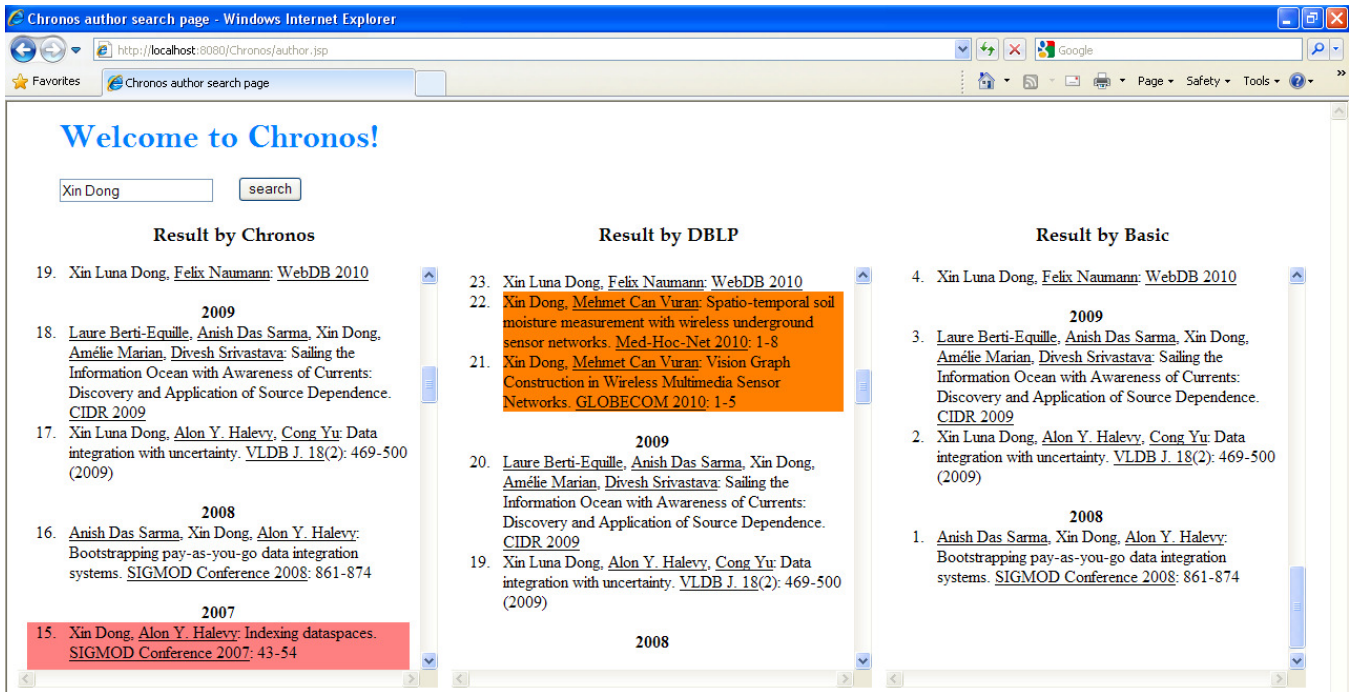 Chronos author search page - Windows Internet Explorer
http://localhost:8080/Chronos/author.jsp
Google
Favorites
Chronos author search page
Page
Safety
Tools
»
Welcome to Chronos!
Xin Dong
search
Result by Chronos
19. Xin Luna Dong, Felix Naumann: WebDB 2010
2009
18. Laure Berti-Equille, Anish Das Sarma, Xin Dong,
Amélie Marian, Divesh Srivastava: Sailing the
Information Ocean with Awareness of Currents:
Discovery and Application of Source Dependence.
CIDR 2009
17. Xin Luna Dong, Alon Y. Halevy, Cong Yu: Data
integration with uncertainty. VLDB J. 18(2): 469-500
(2009)
2008
16. Anish Das Sarma, Xin Dong, Alon Y. Halevy:
Bootstrapping pay-as-you-go data integration
systems. SIGMOD Conference 2008: 861-874
2007
15. Xin Dong, Alon Y. Halevy: Indexing dataspaces.
SIGMOD Conference 2007: 43-54
Result by DBLP
23. Xin Luna Dong, Felix Naumann: WebDB 2010
22. Xin Dong, Mehmet Can Vuran: Spatio-temporal soil
moisture measurement with wireless underground
sensor networks. Med-Hoc-Net 2010: 1-8
21. Xin Dong, Mehmet Can Vuran: Vision Graph
Construction in Wireless Multimedia Sensor
Networks. GLOBECOM 2010: 1-5
2009
20. Laure Berti-Equille, Anish Das Sarma, Xin Dong,
Amélie Marian, Divesh Srivastava: Sailing the
Information Ocean with Awareness of Currents:
Discovery and Application of Source Dependence.
CIDR 2009
19. Xin Luna Dong, Alon Y. Halevy, Cong Yu: Data
integration with uncertainty. VLDB J. 18(2): 469-500
(2009)
2008
Result by Basic
4. Xin Luna Dong, Felix Naumann: WebDB 2010
2009
3. Laure Berti-Equille, Anish Das Sarma, Xin Dong,
Amélie Marian, Divesh Srivastava: Sailing the
Information Ocean with Awareness of Currents:
Discovery and Application of Source Dependence.
CIDR 2009
2. Xin Luna Dong, Alon Y. Halevy, Cong Yu: Data
integration with uncertainty. VLDB J. 18(2): 469-500
(2009)
2008
1. Anish Das Sarma, Xin Dong, Alon Y. Halevy:
Bootstrapping pay-as-you-go data integration
systems. SIGMOD Conference 2008: 861-874